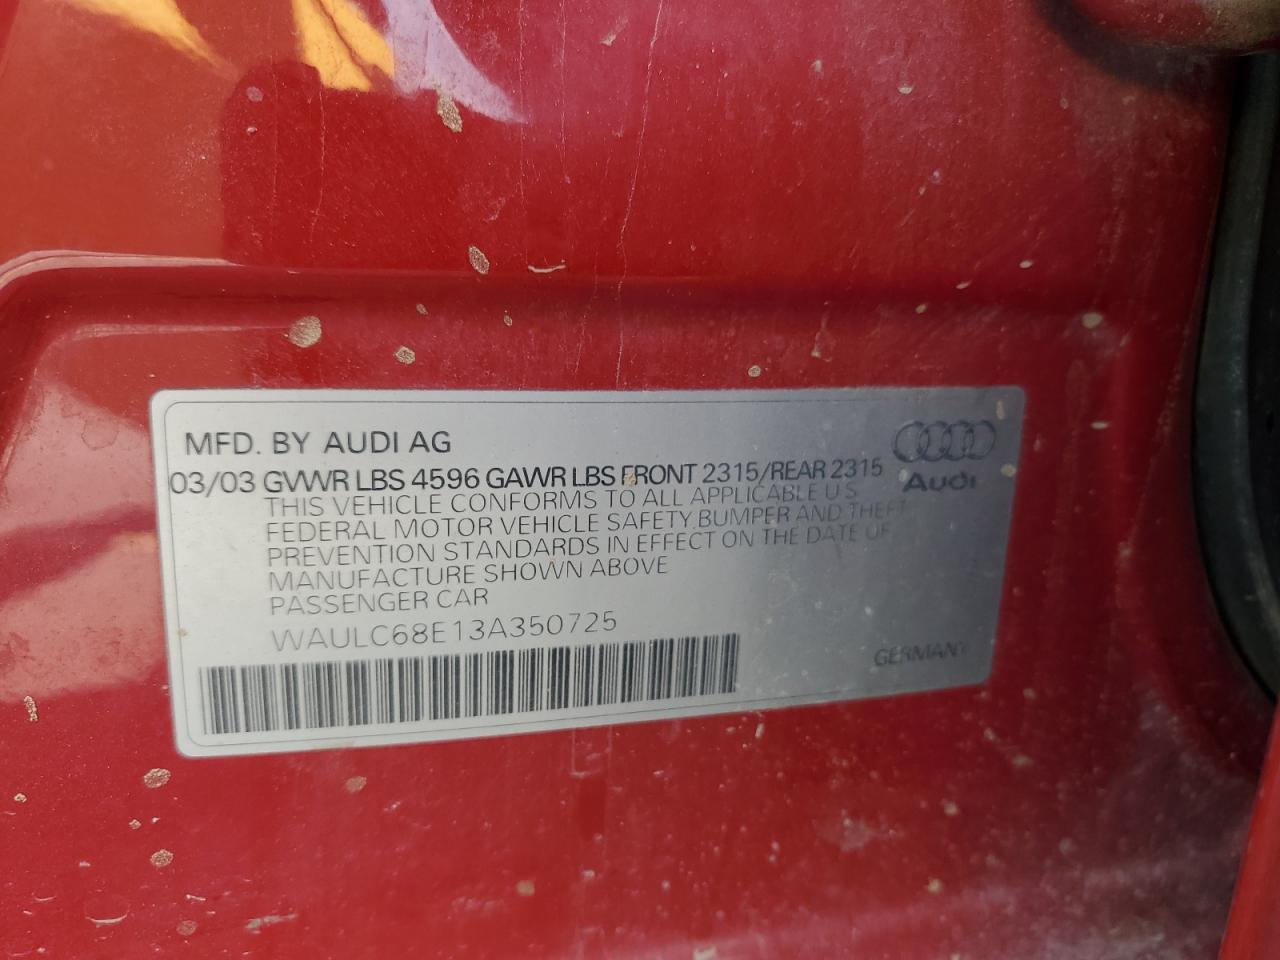 MFD. BY AUDI AG
03/03 GVWR LBS 4596 GAWR LBS FRONT 2315/REAR 2315
Audi
THIS VEHICLE CONFORMS TO ALL APPLICABLE U S
FEDERAL MOTOR VEHICLE SAFETY,BUMPER AND THEFT
PREVENTION STANDARDS IN EFFECT ON THE DATE OF
MANUFACTURE SHOWN ABOVE
PASSENGER CAR
WAULC68E13A350725
GERMANY